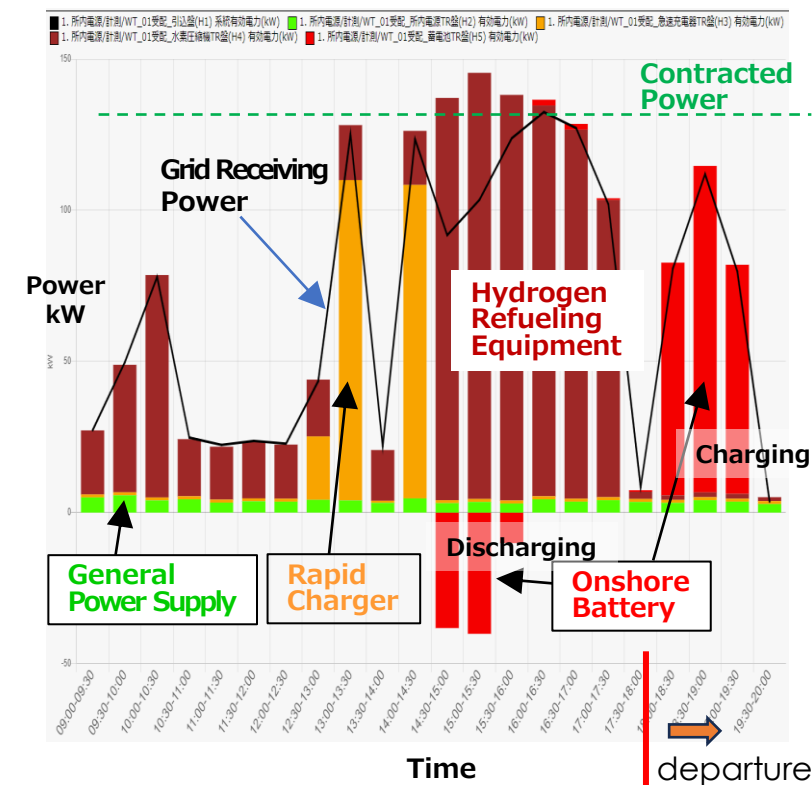 1. 所内電源/計測/WT_01受配_引込盤(H1) 系統有効電力(kW)
1. 所内電源/計測/WT_01受配_所内電源TR盤(H2) 有効電力(kW)
1. 所内電源/計測/WT_01受配_急速充電器TR盤(H3) 有効電力(kW)
1. 所内電源/計測/WT_01受配_水素圧縮機TR盤(H4) 有効電力(kW)
1. 所内電源/計測/WT_01受配_蓄電池TR盤(H5) 有効電力(kW)
150
Contracted
Power
Grid Receiving
Power
100
Power
kW
Hydrogen
Refueling
Equipment
50
kW
Charging
0
Discharging
General
Power Supply
Rapid
Charger
Onshore
Battery
-50
09:00-09:30
09:30-10:00
10:00-10:30
10:30-11:00
11:00-11:30
11:30-12:00
12:00-12:30
12:30-13:00
13:00-13:30
13:30-14:00
14:00-14:30
14:30-15:00
15:00-15:30
15:30-16:00
16:00-16:30
16:30-17:00
17:00-17:30
17:30-18:00
19:30-20:00
Time
departure